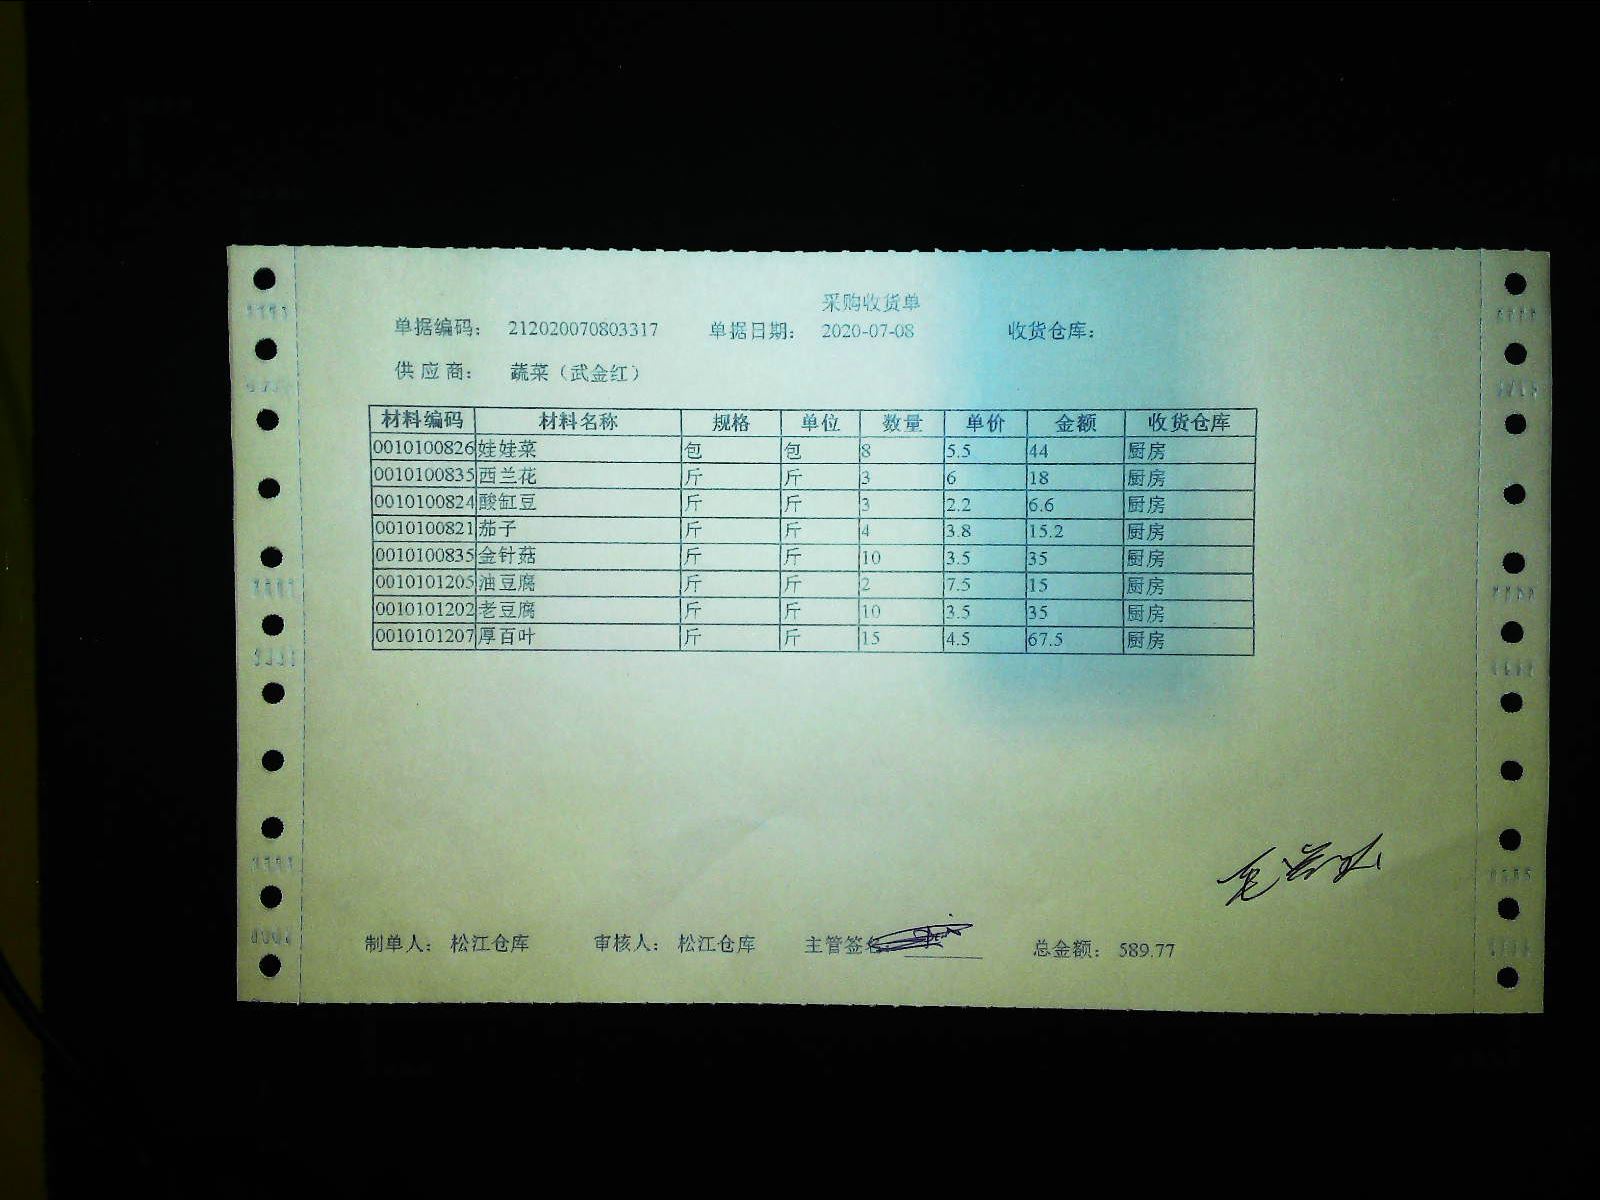 采购收货单
单据编码: 212020070803317 单据日期: 2020-07-08 收货仓库:
供应商: 蔬菜（武金红）
材料编码 材料名称 规格 单位 数量 单价 金额 收货仓库
0010100826 娃娃菜 包 包 8 5.5 44 厨房
0010100835 西兰花 斤 斤 3 6 18 厨房
0010100824 酸缸豆 斤 斤 3 2.2 6.6 厨房
0010100821 茄子 斤 斤 4 3.8 15.2 厨房
0010100835 金针菇 斤 斤 10 3.5 35 厨房
0010101205 油豆腐 斤 斤 2 7.5 15 厨房
0010101202 老豆腐 斤 斤 10 3.5 35 厨房
0010101207 厚百叶 斤 斤 15 4.5 67.5 厨房
制单人: 松江仓库 审核人: 松江仓库 主管签名 总金额: 589.77